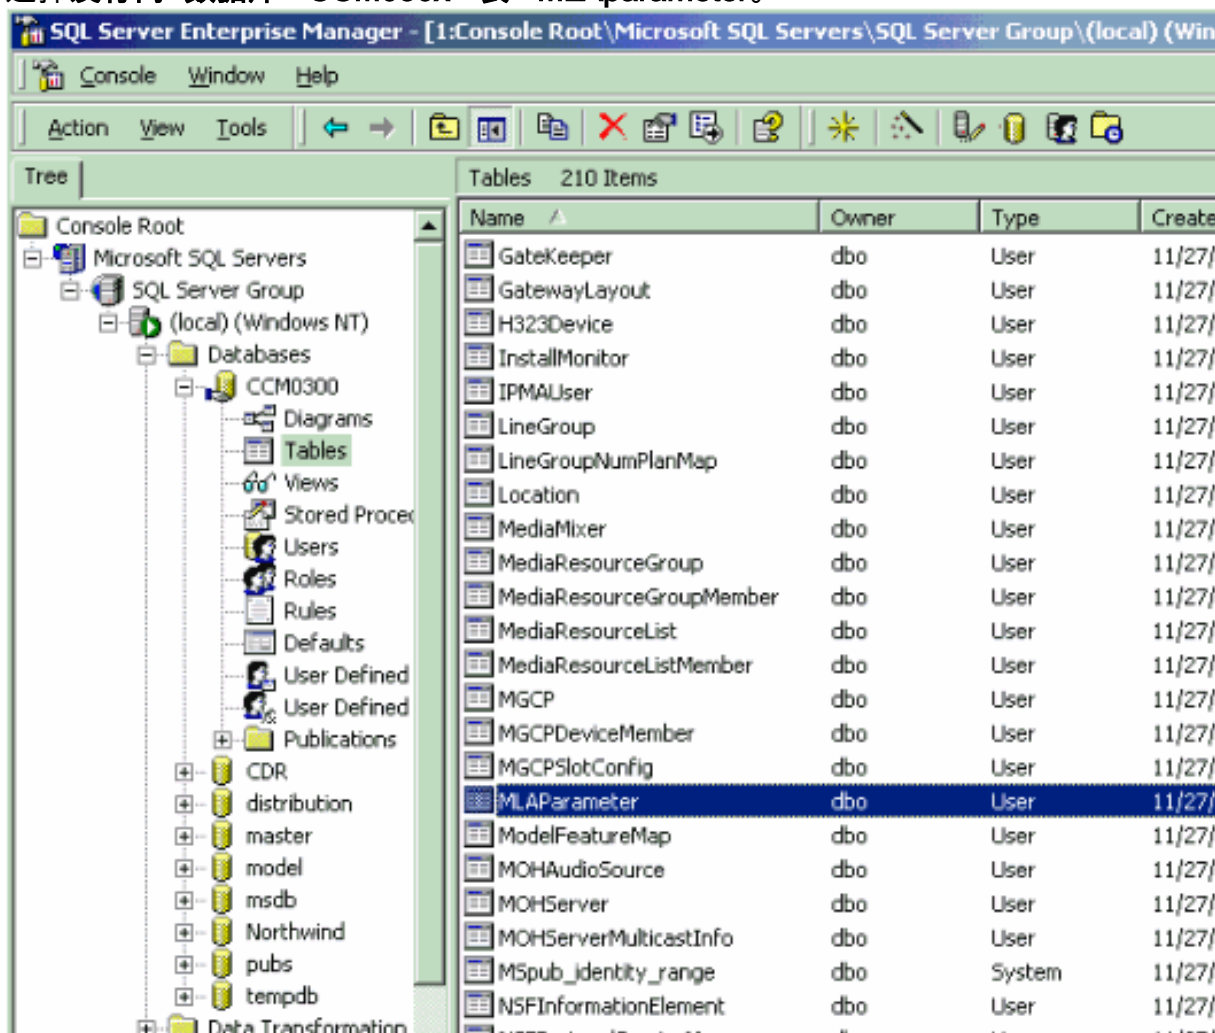 SQL Server Enterprise Manager - [1:Console Root\Microsoft SQL Servers\SQL Server Group\(local) (Win
Console Window Help
Action View Tools
Tree
Tables 210 Items
Console Root
Microsoft SQL Servers
SQL Server Group
(local) (Windows NT)
Databases
CCM0300
Diagrams
Tables
Views
Stored Proced
Users
Roles
Rules
Defaults
User Defined
User Defined
Publications
CDR
distribution
master
model
msdb
Northwind
pubs
tempdb
Data Transformation
Name Owner Type Create
GateKeeper dbo User 11/27/
GatewayLayout dbo User 11/27/
H323Device dbo User 11/27/
InstallMonitor dbo User 11/27/
IPMAUser dbo User 11/27/
LineGroup dbo User 11/27/
LineGroupNumPlanMap dbo User 11/27/
Location dbo User 11/27/
MediaMixer dbo User 11/27/
MediaResourceGroup dbo User 11/27/
MediaResourceGroupMember dbo User 11/27/
MediaResourceList dbo User 11/27/
MediaResourceListMember dbo User 11/27/
MGCP dbo User 11/27/
MGCPDeviceMember dbo User 11/27/
MGCPSlotConfig dbo User 11/27/
MLAParameter dbo User 11/27/
ModelFeatureMap dbo User 11/27/
MOHAudioSource dbo User 11/27/
MOHServer dbo User 11/27/
MOHServerMulticastInfo dbo User 11/27/
MSpub_identity_range dbo System 11/27/
NSFInformationElement dbo User 11/27/